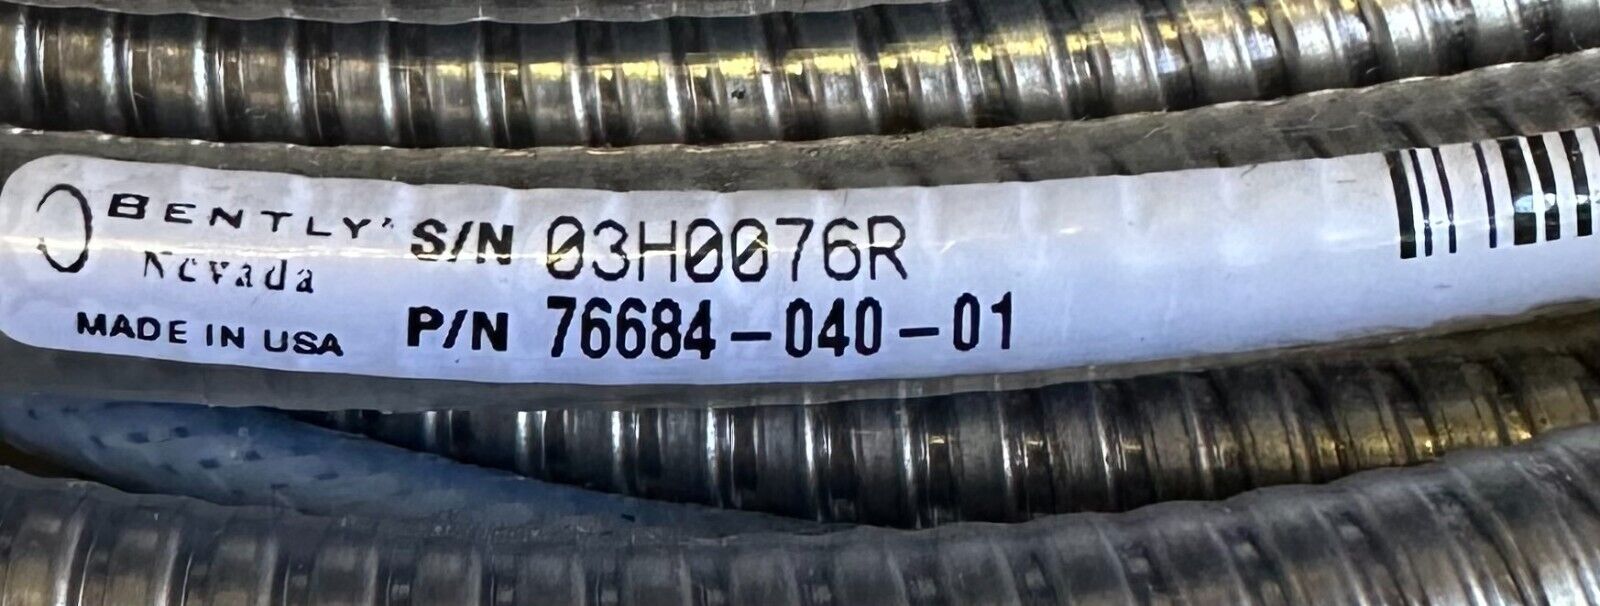 BENTLY S/N 03H0076R
Nevada
MADE IN USA P/N 76684-040-01